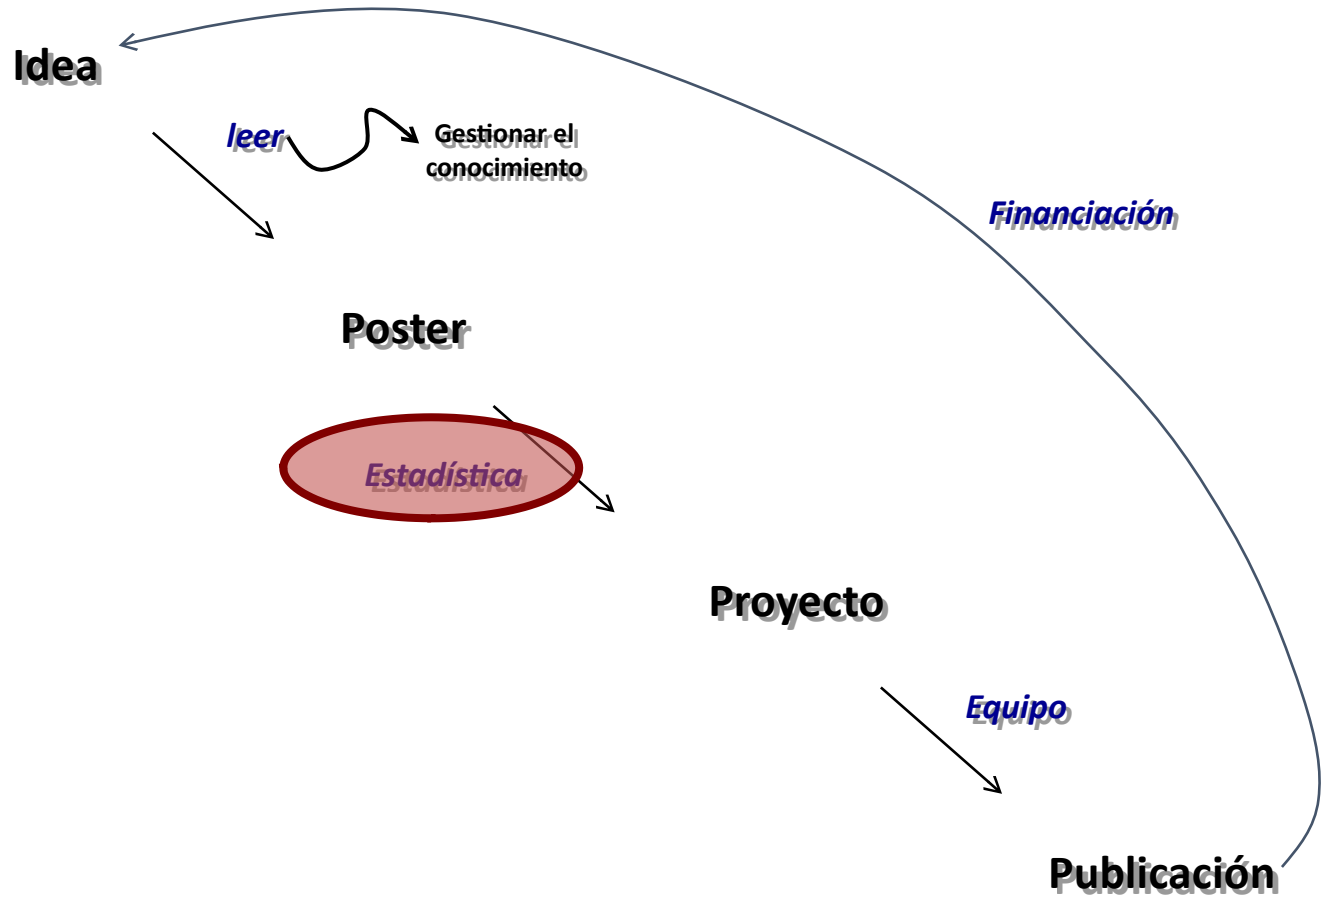 Idea
leer
Gestionar el
conocimiento
Financiación
Poster
Estadística
Proyecto
Equipo
Publicación